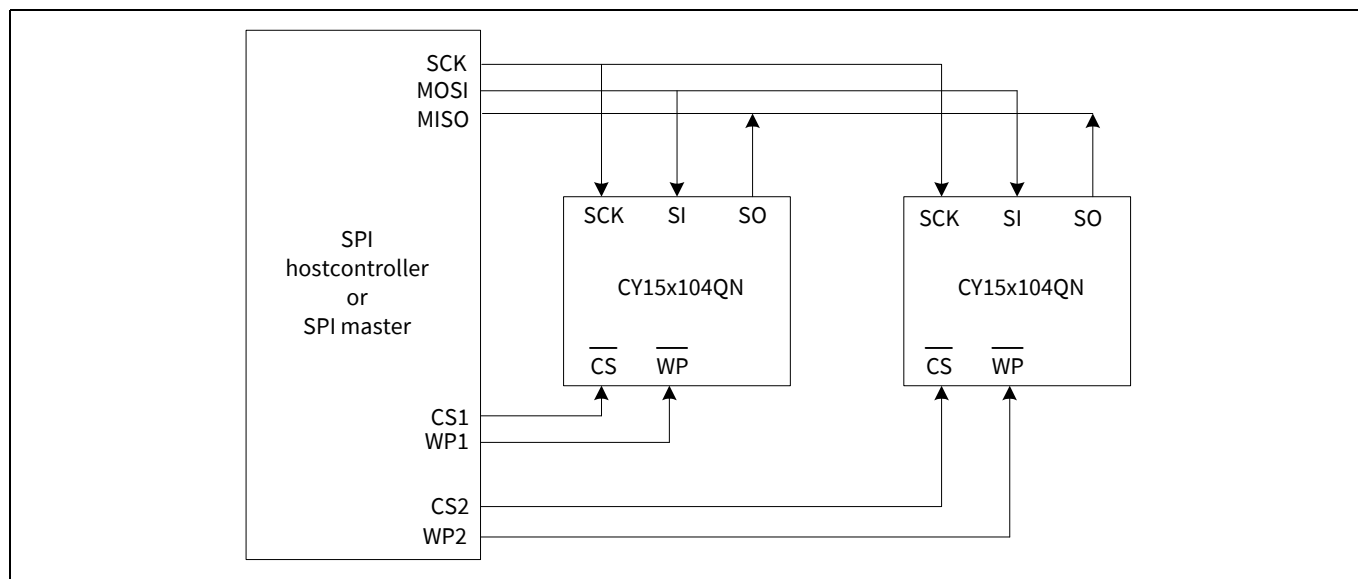 SCK
MOSI
MISO
SPI
hostcontroller
or
SPI master
CS1
WP1
CS2
WP2
SCK SI SO
CY15x104QN
CS WP
SCK SI SO
CY15x104QN
CS WP